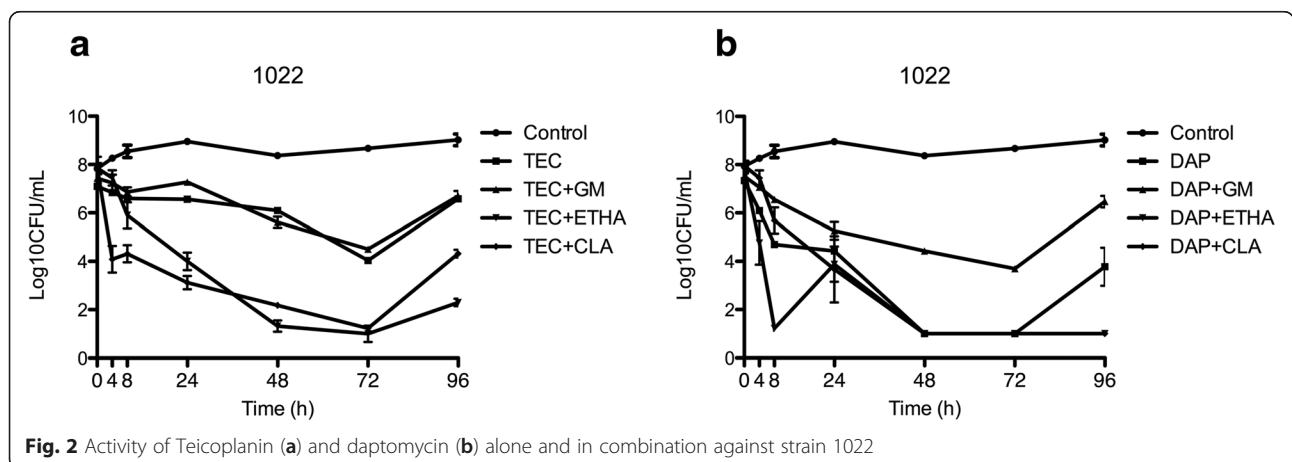 a
1022
Log10CFU/mL
10
8
6
4
2
0
0 4 8 24 48 72 96
Time (h)
Control
TEC
TEC+GM
TEC+ETHA
TEC+CLA
b
1022
Log10CFU/mL
10
8
6
4
2
0
0 4 8 24 48 72 96
Time (h)
Control
DAP
DAP+GM
DAP+ETHA
DAP+CLA
Fig. 2 Activity of Teicoplanin (a) and daptomycin (b) alone and in combination against strain 1022